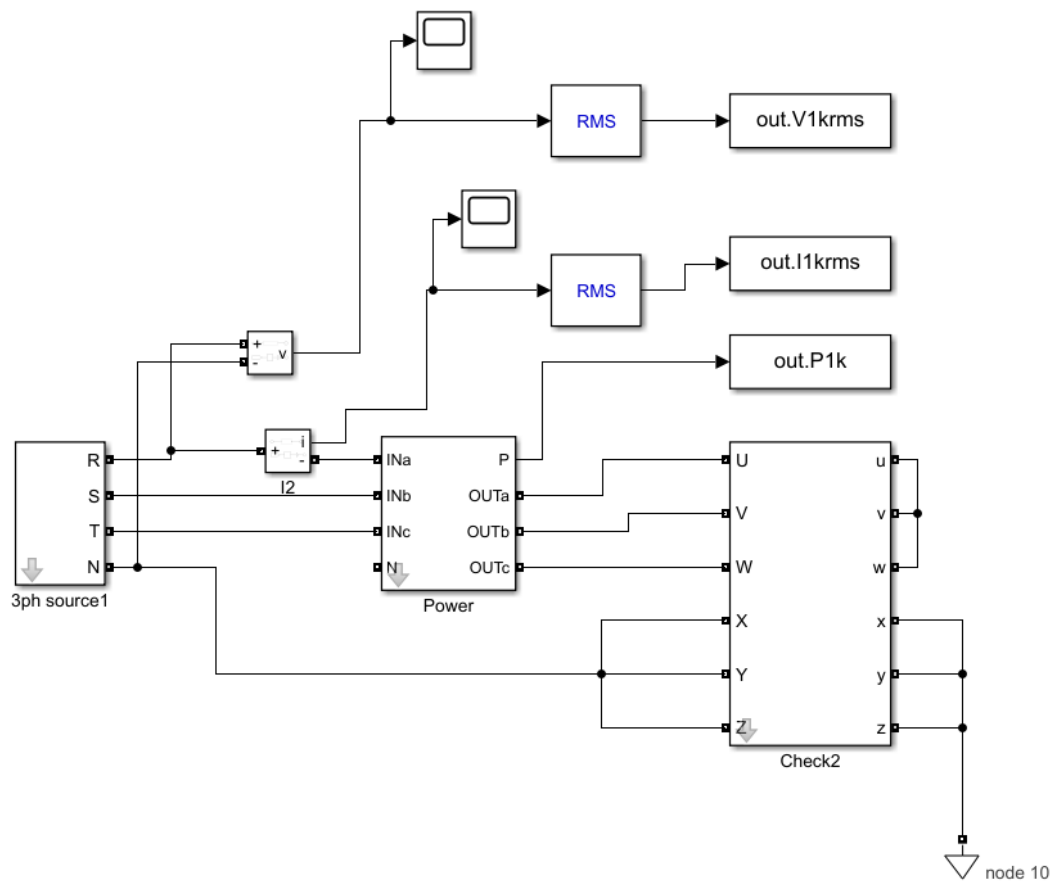 RMS
out.V1krms
RMS
out.I1krms
out.P1k
+
-
v
+
i
-
I2
R
S
T
N
3ph source1
INa
INb
INc
N
P
OUTa
OUTb
OUTc
Power
U
V
W
X
Y
Z
u
v
w
x
y
z
Check2
node 10